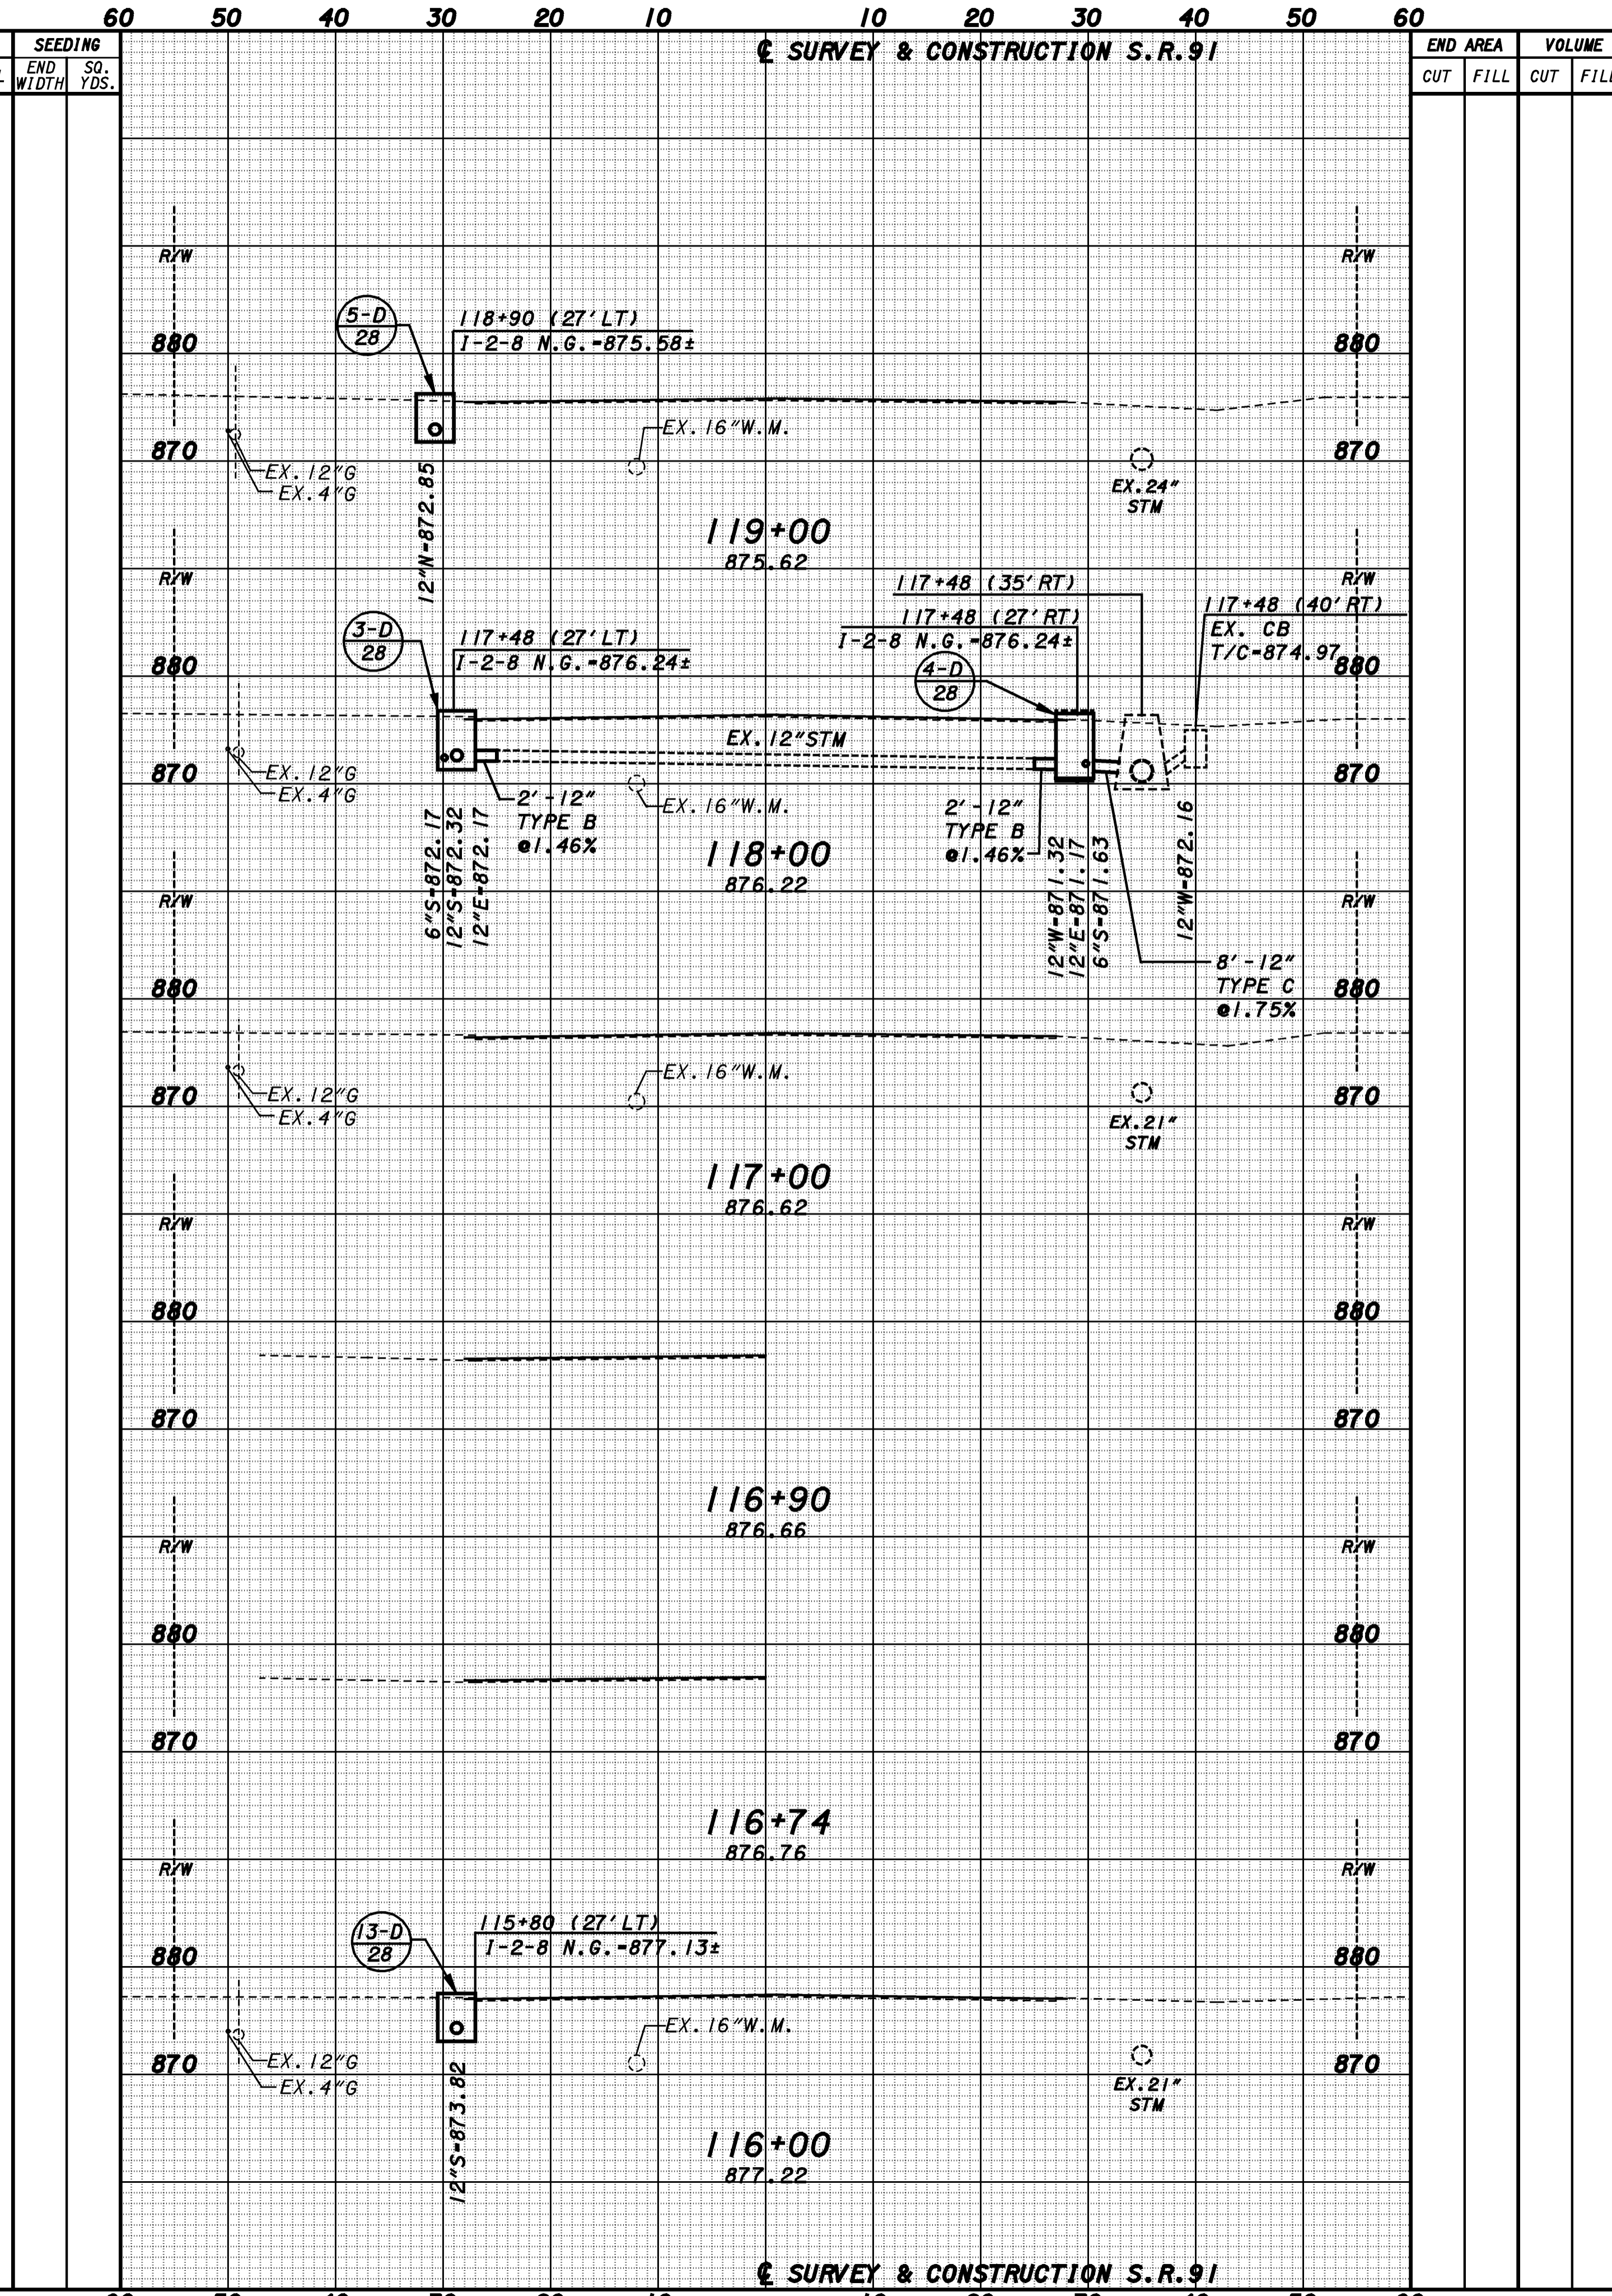 60 50 40 30 20 10 10 20 30 40 50 60
SEEDING
END WIDTH
SQ. YDS.
℄ SURVEY & CONSTRUCTION S.R.91
END AREA
VOLUME
CUT
FILL
CUT
FILL
R/W
R/W
5-D
28
118+90 (27' LT)
I-2-8 N.G.=875.58±
880
880
EX.16"W.M.
870
870
EX.12"G
EX.4"G
12"N=872.85
EX.24"
STM
119+00
875.62
R/W
R/W
117+48 (35' RT)
117+48 (27' RT)
I-2-8 N.G.=876.24±
117+48 (40' RT)
EX. CB
T/C=874.97
3-D
28
117+48 (27' LT)
I-2-8 N.G.=876.24±
4-D
28
880
880
EX.12"STM
870
870
EX.12"G
EX.4"G
2'-12"
TYPE B
@1.46%
EX.16"W.M.
2'-12"
TYPE B
@1.46%
6"S=872.17
12"S=872.32
12"E=872.17
12"W=871.32
12"E=871.17
6"S=871.63
12"W=872.16
118+00
876.22
R/W
R/W
8'-12"
TYPE C
@1.75%
880
880
EX.16"W.M.
870
870
EX.12"G
EX.4"G
EX.21"
STM
117+00
876.62
R/W
R/W
880
880
870
870
116+90
876.66
R/W
R/W
880
880
870
870
116+74
876.76
R/W
R/W
13-D
28
115+80 (27' LT)
I-2-8 N.G.=877.13±
880
880
EX.16"W.M.
870
870
EX.12"G
EX.4"G
12"S=873.82
EX.21"
STM
116+00
877.22
℄ SURVEY & CONSTRUCTION S.R.91